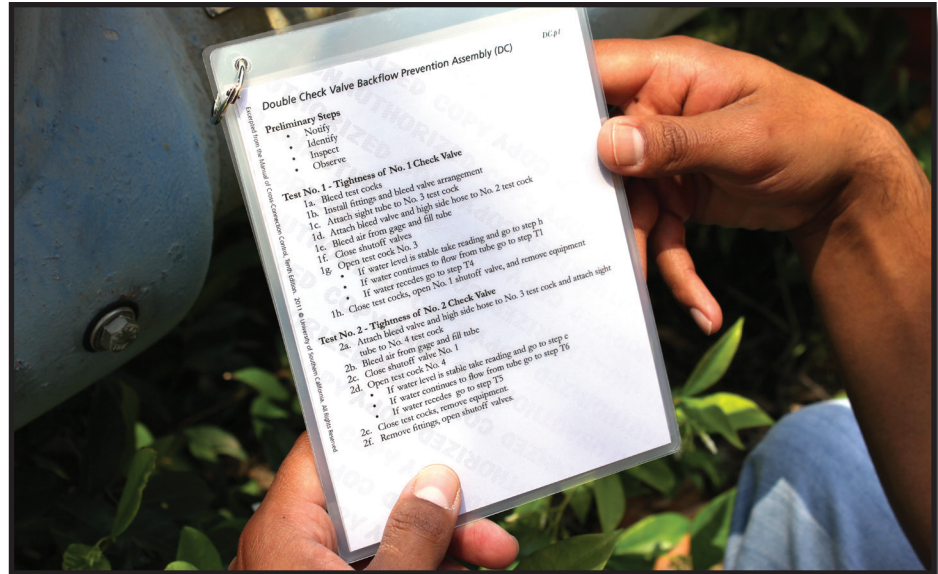 DC.p1
Double Check Valve Backflow Prevention Assembly (DC)
Preliminary Steps
• Notify
• Identify
• Inspect
• Observe
Test No. 1 - Tightness of No. 1 Check Valve
1a. Bleed test cocks
1b. Install fittings and bleed valve arrangement
1c. Attach sight tube to No. 3 test cock
1d. Attach bleed valve and high side hose to No. 2 test cock
1e. Bleed air from gage and fill tube
1f. Close shutoff valves
1g. Open test cock No. 3
• If water level is stable take reading and go to step h
• If water continues to flow from tube go to step T1
• If water recedes go to step T4
1h. Close test cocks, open No. 1 shutoff valve, and remove equipment
Test No. 2 - Tightness of No. 2 Check Valve
2a. Attach bleed valve and high side hose to No. 3 test cock and attach sight
tube to No. 4 test cock
2b. Bleed air from gage and fill tube
2c. Close shutoff valve No. 1
2d. Open test cock No. 4
• If water level is stable take reading and go to step e
• If water continues to flow from tube go to step T6
• If water recedes go to step T5
2e. Close test cocks, remove equipment.
2f. Remove fittings, open shutoff valves.
Excerpted from the Manual of Cross-Connection Control, Tenth Edition. 2011 © University of Southern California. All Rights Reserved